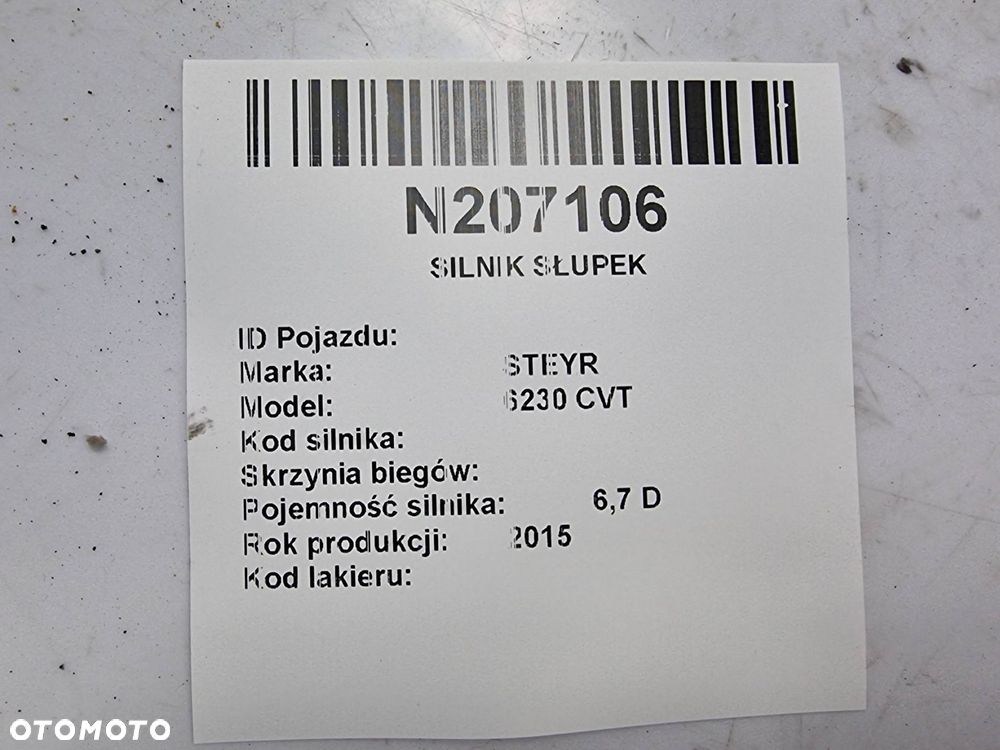 N207106
SILNIK SŁUPEK
ID Pojazdu:
Marka: STEYR
Model: 6230 CVT
Kod silnika:
Skrzynia biegów:
Pojemność silnika: 6,7 D
Rok produkcji: 2015
Kod lakieru:
OTOMOTO